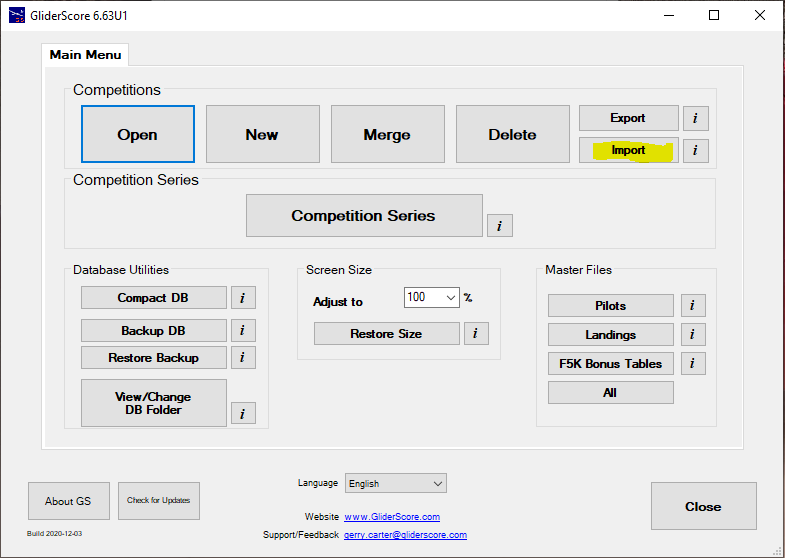 GliderScore 6.63U1
Main Menu
Competitions
Open
New
Merge
Delete
Export
i
Import
i
Competition Series
Competition Series
i
Database Utilities
Compact DB
i
Backup DB
i
Restore Backup
i
View/Change
DB Folder
i
Screen Size
Adjust to
100
%
Restore Size
i
Master Files
Pilots
i
Landings
i
F5K Bonus Tables
i
All
About GS
Check for Updates
Build 2020-12-03
Language
English
Website
www.GliderScore.com
Support/Feedback
gerry.carter@gliderscore.com
Close